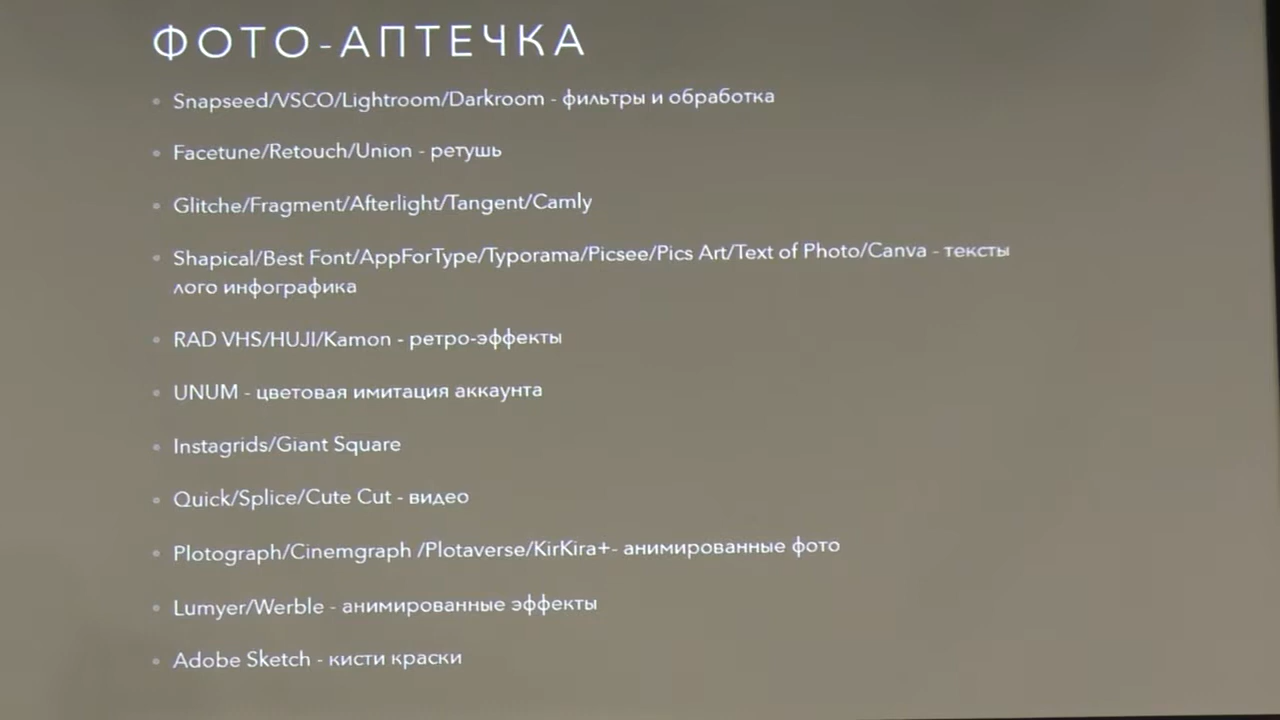 ФОТО-АПТЕЧКА
Snapseed/VSCO/Lightroom/Darkroom - фильтры и обработка
Facetune/Retouch/Union - ретушь
Glitche/Fragment/Afterlight/Tangent/Camly
Shapical/Best Font/AppForType/Typorama/Picsee/Pics Art/Text of Photo/Canva - тексты
лого инфографика
RAD VHS/HUJI/Kamon - ретро-эффекты
UNUM - цветовая имитация аккаунта
Instagrids/Giant Square
Quick/Splice/Cute Cut - видео
Plotograph/Cinemgraph /Plotaverse/KirKira+- анимированные фото
Lumyer/Werble - анимированные эффекты
Adobe Sketch - кисти краски